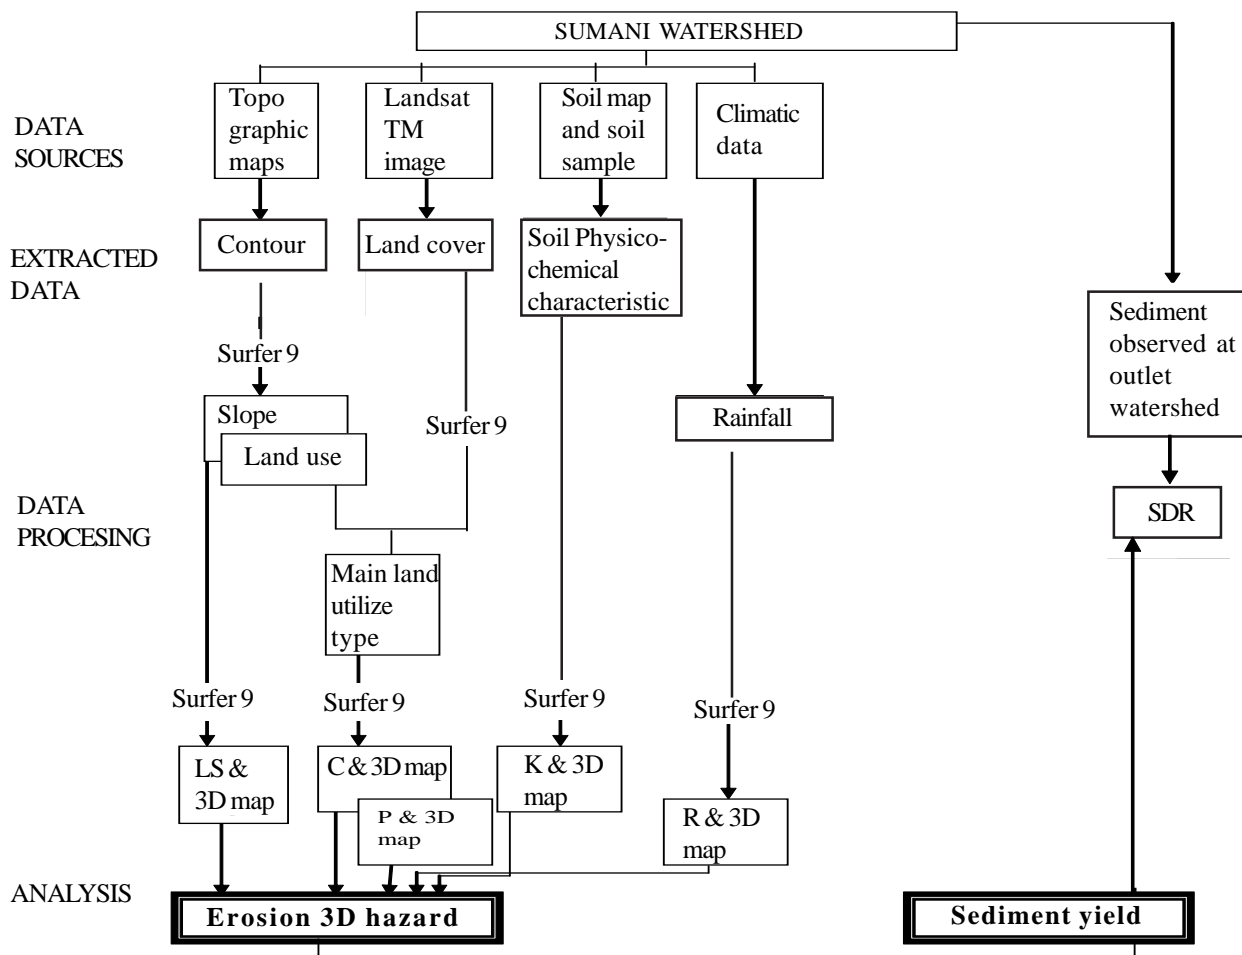 SUMANI WATERSHED
DATA
SOURCES
Topo
graphic
maps
Landsat
TM
image
Soil map
and soil
sample
Climatic
data
EXTRACTED
DATA
Contour
Land cover
Soil Physico-
chemical
characteristic
Sediment
observed at
outlet
watershed
Surfer 9
Slope
Land use
Surfer 9
Rainfall
DATA
PROCESING
SDR
Main land
utilize
type
Surfer 9
Surfer 9
Surfer 9
Surfer 9
LS &
3D map
C & 3D map
P & 3D
map
K & 3D
map
R & 3D
map
ANALYSIS
Erosion 3D hazard
Sediment yield